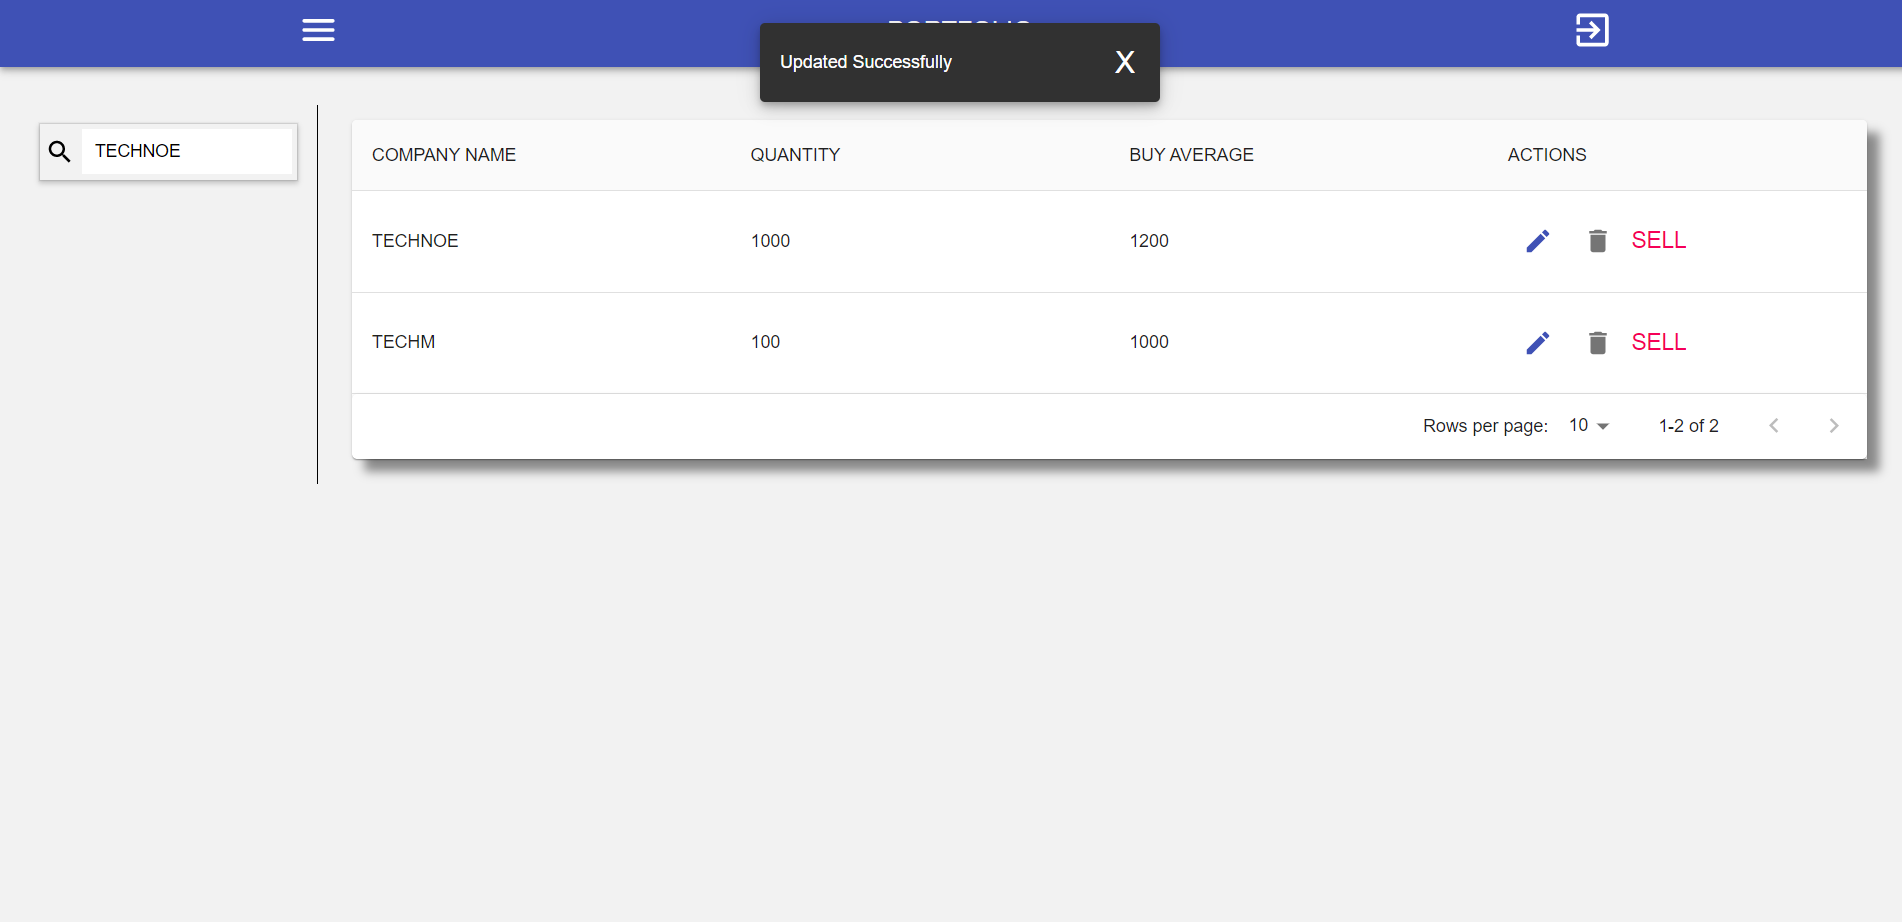 Updated Successfully X
TECHNOE
COMPANY NAME QUANTITY BUY AVERAGE ACTIONS
TECHNOE 1000 1200 SELL
TECHM 100 1000 SELL
Rows per page: 10 1-2 of 2